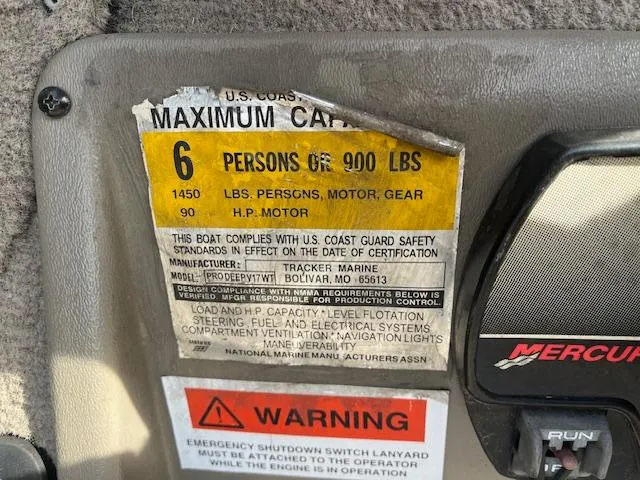 U.S. COAS
MAXIMUM CAPA
6 PERSONS OR 900 LBS
1450 LBS. PERSONS, MOTOR, GEAR
90 H.P. MOTOR
THIS BOAT COMPLIES WITH U.S. COAST GUARD SAFETY
STANDARDS IN EFFECT ON THE DATE OF CERTIFICATION
MANUFACTURER: TRACKER MARINE
MODEL: PRODEEPV17WT BOLIVAR, MO 65613
DESIGN COMPLIANCE WITH NMMA REQUIREMENTS BELOW IS
VERIFIED. MFGR RESPONSIBLE FOR PRODUCTION CONTROL.
LOAD AND H.P. CAPACITY * LEVEL FLOTATION
STEERING, FUEL AND ELECTRICAL SYSTEMS
COMPARTMENT VENTILATION * NAVIGATION LIGHTS
MANEUVERABILITY
NATIONAL MARINE MANUFACTURERS ASSN
WARNING
EMERGENCY SHUTDOWN SWITCH LANYARD
MUST BE ATTACHED TO THE OPERATOR
WHILE THE ENGINE IS IN OPERATION
MERCUR
RUN